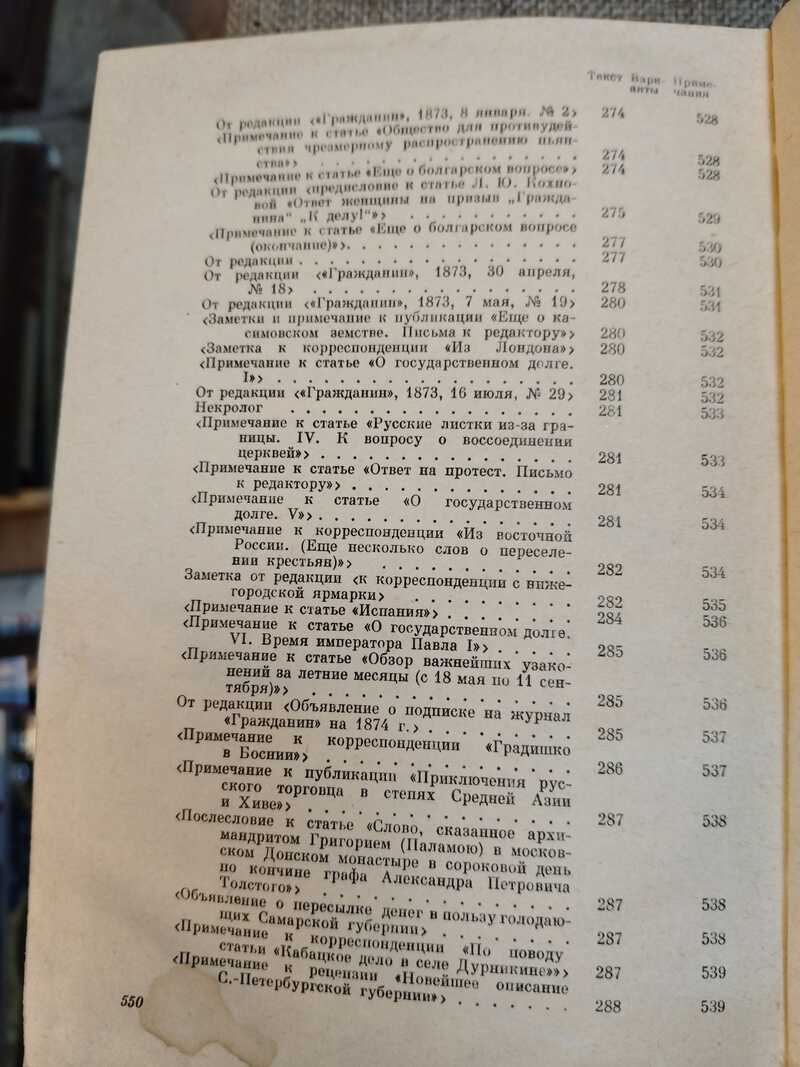 Текст Вари- Приме-
анты чания
От редакции <«Гражданин», 1873, 8 января. № 2> 274 528
<Примечание к статье «Общество для противудей-
ствия чрезмерному распространению пьян-
ства»> . . . . . . . . . . . . . . . 274 528
<Примечание к статье «Еще о болгарском вопросе»> 274 528
От редакции <предисловие к статье Л. Ю. Кохно-
вой «Ответ женщины на призыв „Гражда-
нина“ „К делу!“»> . . . . . . . . . . 275 529
<Примечание к статье «Еще о болгарском вопросе
(окончание)»> . . . . . . . . . . . . . 277 530
От редакции . . . . . . . . . . . . . . . . 277 530
От редакции <«Гражданин», 1873, 30 апреля,
№ 18> . . . . . . . . . . . . . . . 278 531
От редакции <«Гражданин», 1873, 7 мая, № 19> 280 531
<Заметки и примечание к публикации «Еще о ка-
симовском земстве. Письма к редактору»> 280 532
<Заметка к корреспонденции «Из Лондона»> 280 532
<Примечание к статье «О государственном долге.
I»> . . . . . . . . . . . . . . . . . 280 532
От редакции <«Гражданин», 1873, 16 июля, № 29> 281 532
Некролог . . . . . . . . . . . . . . . . 281 533
<Примечание к статье «Русские листки из-за гра-
ницы. IV. К вопросу о воссоединении
церквей»> . . . . . . . . . . . . . . 281 533
<Примечание к статье «Ответ на протест. Письмо
к редактору»> . . . . . . . . . . . . 281 534
<Примечание к статье «О государственном
долге. V»> . . . . . . . . . . . . . . 281 534
<Примечание к корреспонденции «Из восточной
России. (Еще несколько слов о переселе-
нии крестьян)»> . . . . . . . . . . . 282 534
Заметка от редакции <к корреспонденции с ниже-
городской ярмарки> . . . . . . . . . 282 535
<Примечание к статье «Испания»> . . . . . . . 284 536
<Примечание к статье «О государственном долге.
VI. Время императора Павла I»> . . . . . 285 536
<Примечание к статье «Обзор важнейших узако-
нений за летние месяцы (с 18 мая по 11 сен-
тября)»> . . . . . . . . . . . . . . . 285 536
От редакции <Объявление о подписке на журнал
«Гражданин» на 1874 г.> . . . . . . . . 285 537
<Примечание к корреспонденции «Градишко
в Боснии»> . . . . . . . . . . . . . . 286 537
<Примечание к публикации «Приключения рус-
ского торговца в степях Средней Азии
и Хиве»> . . . . . . . . . . . . . . . 287 538
<Послесловие к статье «Слово, сказанное архи-
мандритом Григорием (Паламою) в москов-
ском Донском монастыре в сороковой день
по кончине графа Александра Петровича
Толстого»> . . . . . . . . . . . . . . 287 538
<Объявление о пересылке денег в пользу голодаю-
щих Самарской губернии> . . . . . . . 287 538
<Примечание к корреспонденции «По поводу
статьи «Кабацкое дело в селе Дурникине»»> 287 539
<Примечание к рецензии «Новейшее описание
С.-Петербургской губернии»> . . . . . . . 288 539
550